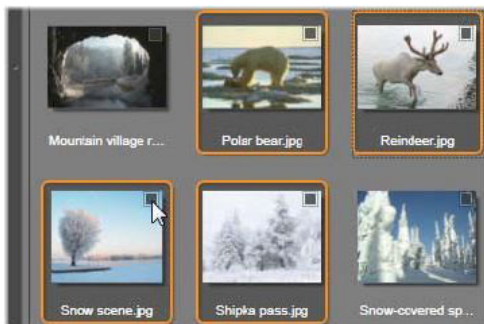 Mountain village r...
Polar bear.jpg
Reindeer.jpg
Snow scene.jpg
Shipka pass.jpg
Snow-covered sp...